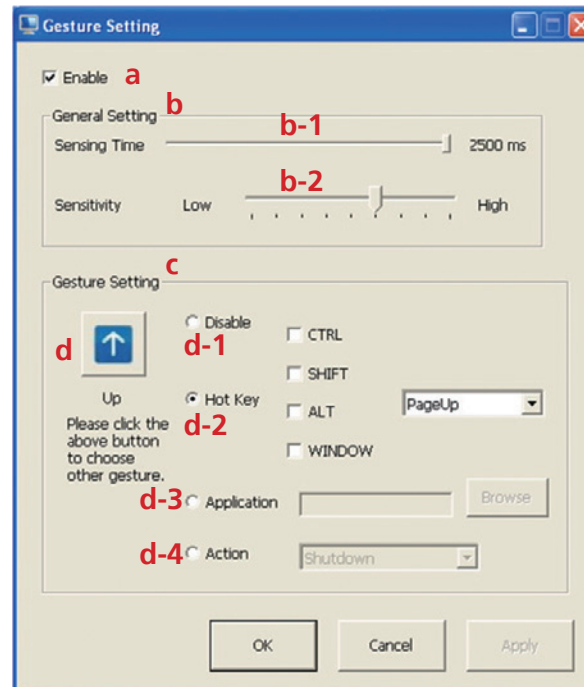 Gesture Setting
Enable a
General Setting b
b-1
Sensing Time 2500 ms
b-2
Sensitivity Low High
Gesture Setting c
d
Disable
d-1
CTRL
SHIFT
Up
Hot Key
d-2
ALT
PageUp
WINDOW
Please click the
above button
to choose
other gesture.
d-3 Application Browse
d-4 Action Shutdown
OK Cancel Apply